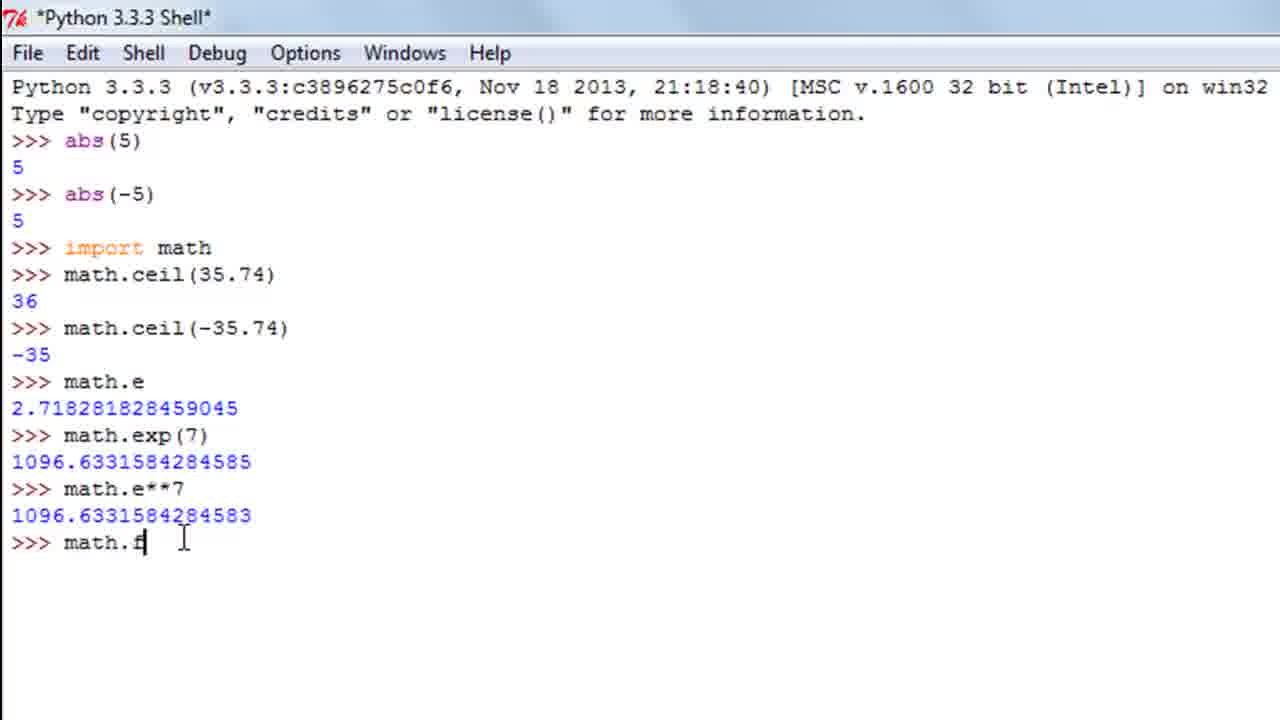 *Python 3.3.3 Shell*
File Edit Shell Debug Options Windows Help
Python 3.3.3 (v3.3.3:c3896275c0f6, Nov 18 2013, 21:18:40) [MSC v.1600 32 bit (Intel)] on win32
Type "copyright", "credits" or "license()" for more information.
>>> abs(5)
5
>>> abs(-5)
5
>>> import math
>>> math.ceil(35.74)
36
>>> math.ceil(-35.74)
-35
>>> math.e
2.718281828459045
>>> math.exp(7)
1096.6331584284585
>>> math.e**7
1096.6331584284583
>>> math.f